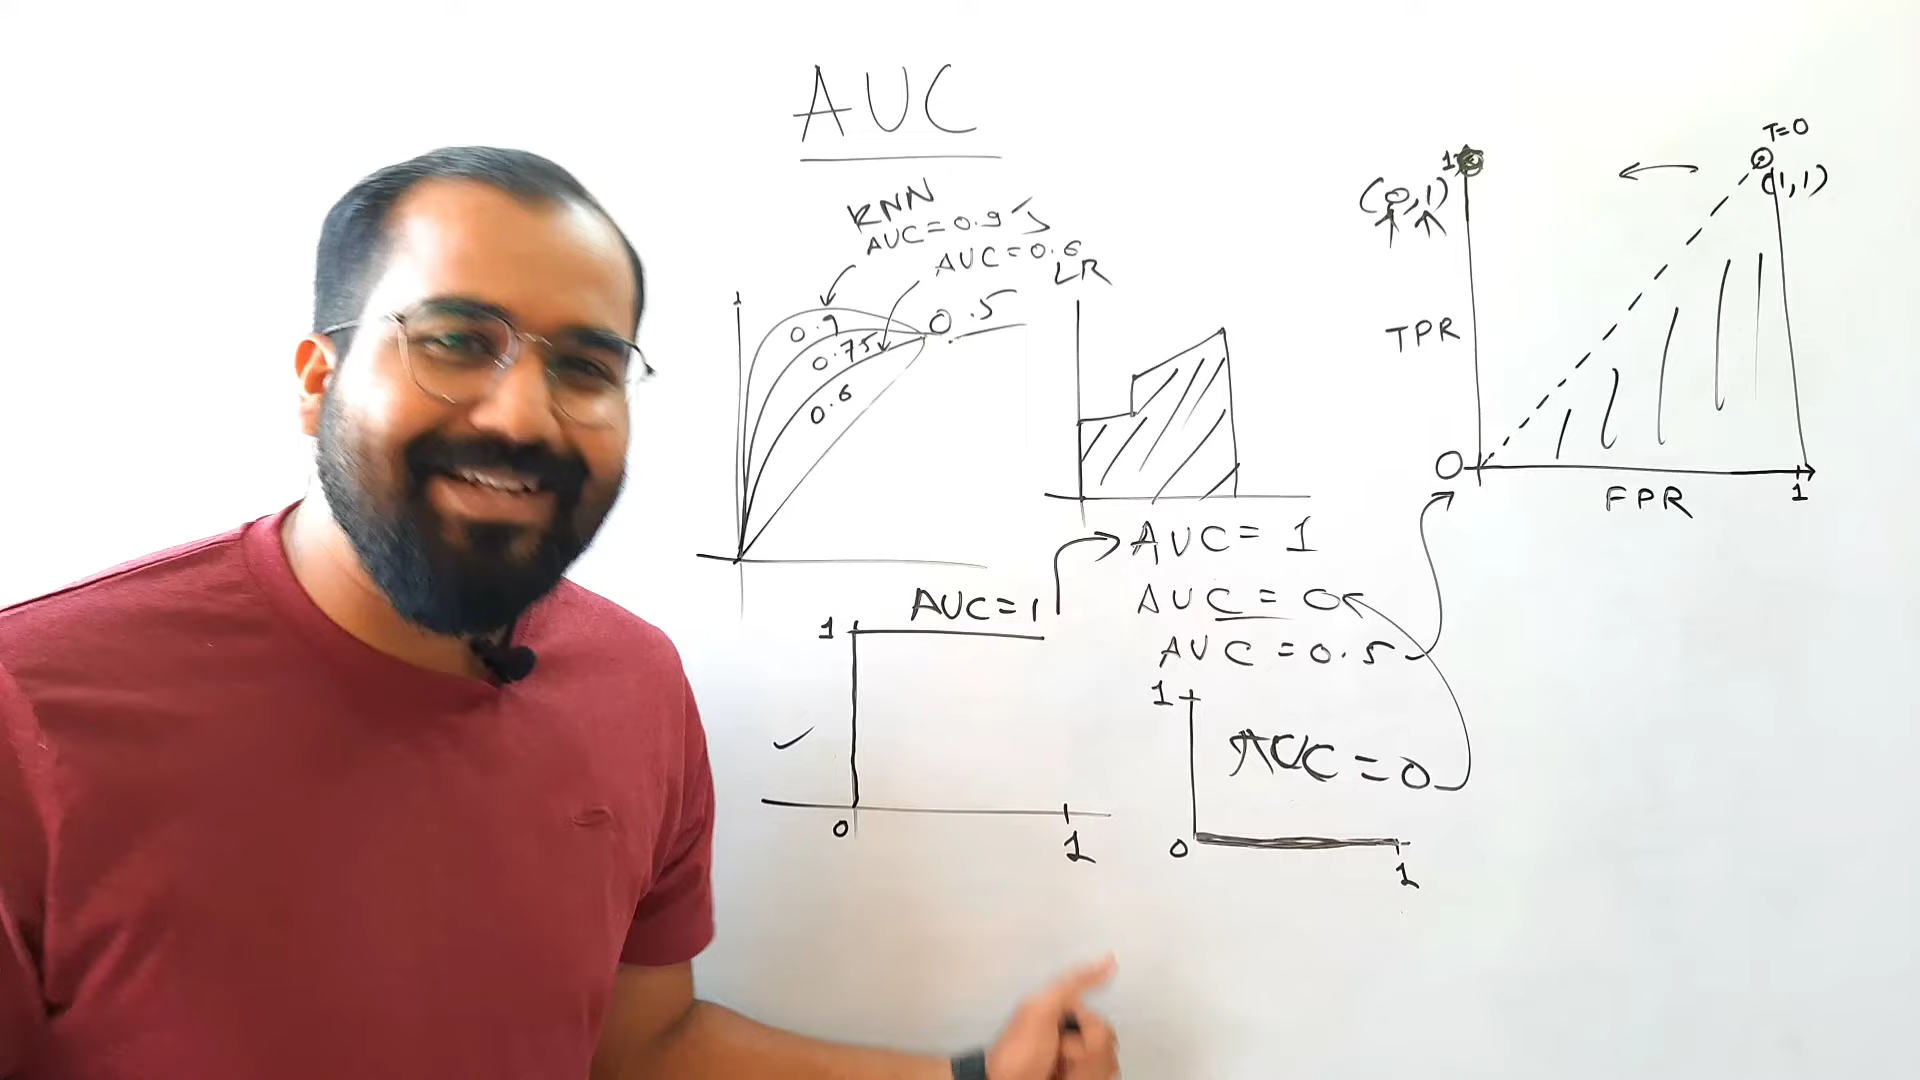 AUC
KNN
AUC = 0.95
AUC = 0.6
LR
1
0.9
0.75
0.6
0.5
T=0
1
(0,1)
(1,1)
TPR
0
FPR
1
AUC = 1
AUC = 0
AUC = 0.5
AUC = 1
1
0
1
1
AUC = 0
0
1